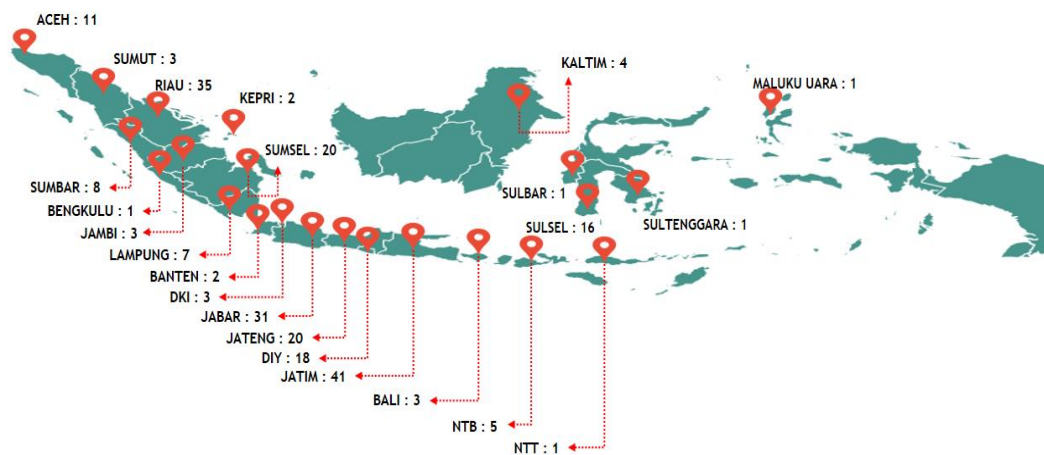 ACEH : 11
SUMUT : 3
RIAU : 35
KEPRI : 2
SUMSEL : 20
KALTIM : 4
MALUKU UARA : 1
SUMBAR : 8
BENGKULU : 1
JAMBI : 3
LAMPUNG : 7
BANTEN : 2
DKI : 3
JABAR : 31
JATENG : 20
DIY : 18
JATIM : 41
BALI : 3
NTB : 5
NTT : 1
SULBAR : 1
SULSEL : 16
SULTENGGARA : 1